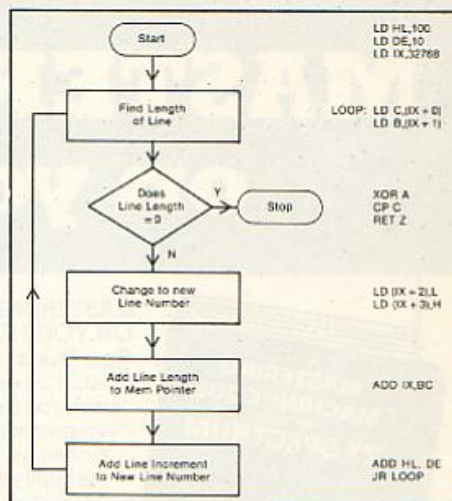 Start
LD HL,100
LD DE,10
LD IX,32768
Find Length
of Line
LOOP: LD C,(IX + 0)
LD B,(IX + 1)
Does
Line Length
= 0
Y
Stop
XOR A
CP C
RET Z
N
Change to new
Line Number
LD (IX + 2),L
LD (IX + 3),H
Add Line Length
to Mem Pointer
ADD IX,BC
Add Line Increment
to New Line Number
ADD HL, DE
JR LOOP